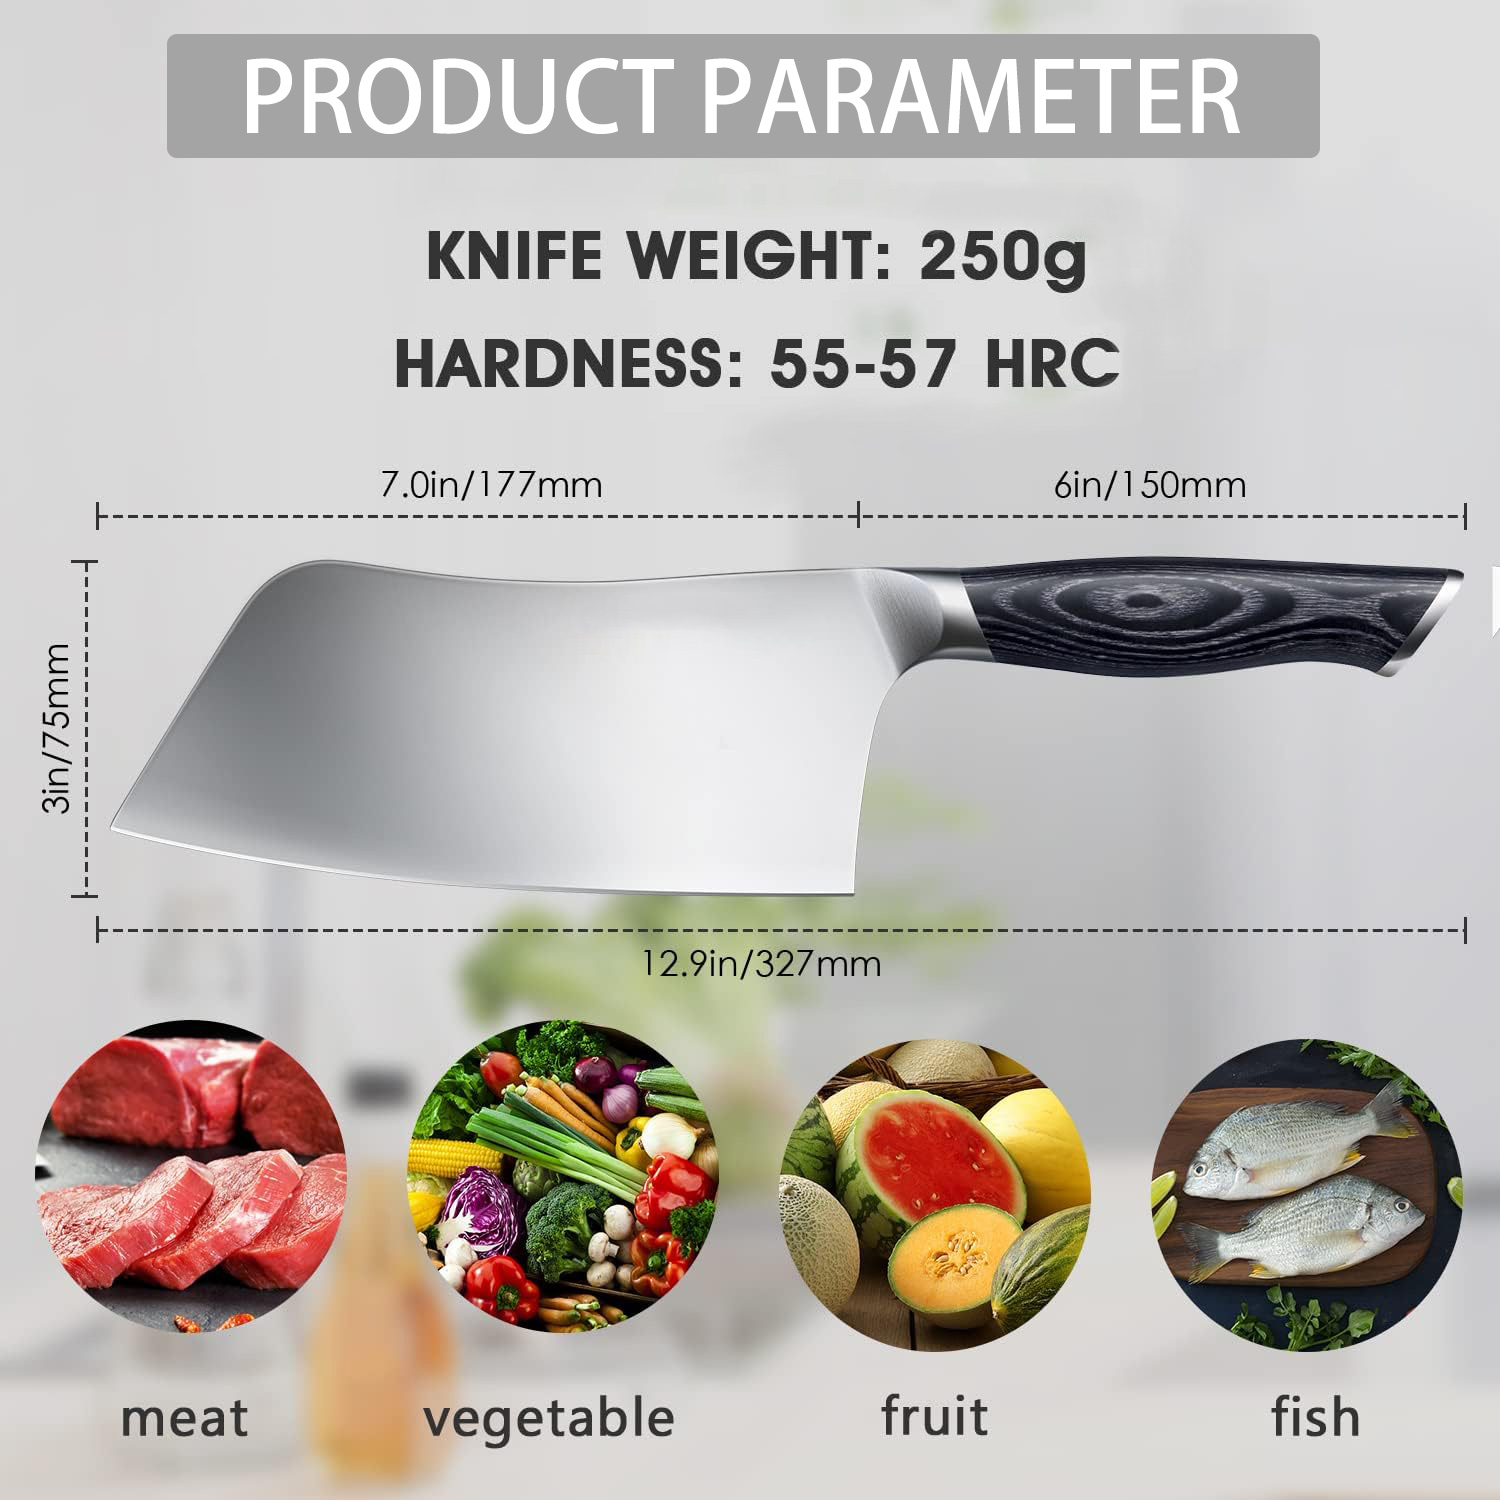 PRODUCT PARAMETER
KNIFE WEIGHT: 250g
HARDNESS: 55-57 HRC
7.0in/177mm
6in/150mm
3in/75mm
12.9in/327mm
meat
vegetable
fruit
fish